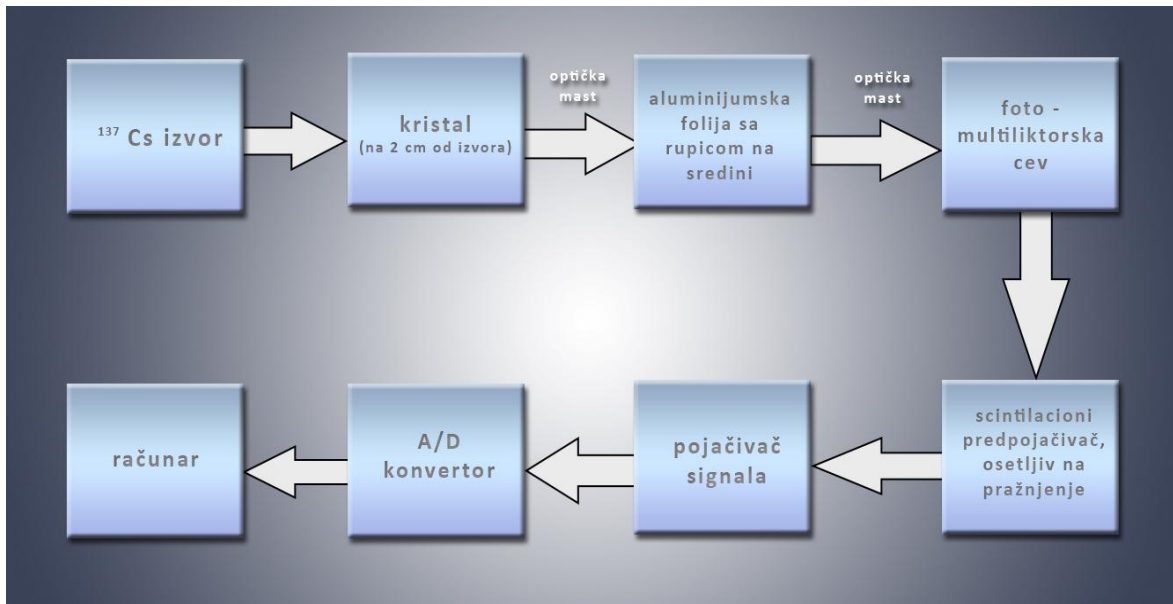 ¹³⁷ Cs izvor
kristal
(na 2 cm od izvora)
optička
mast
aluminijumska
folija sa
rupicom na
sredini
optička
mast
foto -
multiliktorska
cev
scintilacioni
predpojačivač,
osetljiv na
pražnjenje
pojačivač
signala
A/D
konvertor
računar